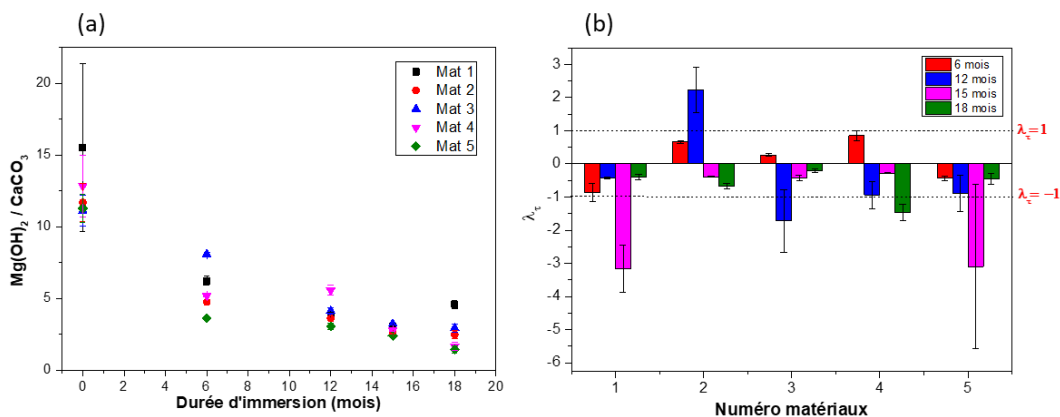 (a)
Mg(OH)₂ / CaCO₃
20
15
10
5
0
Mat 1
Mat 2
Mat 3
Mat 4
Mat 5
0 2 4 6 8 10 12 14 16 18 20
Durée d'immersion (mois)
(b)
λτ
3
2
1
0
-1
-2
-3
-4
-5
-6
6 mois
12 mois
15 mois
18 mois
λτ=1
λτ=-1
1 2 3 4 5
Numéro matériaux